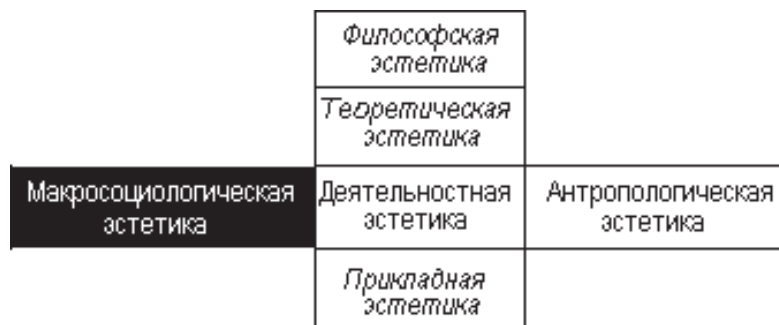 Философская
эстетика
Теоретическая
эстетика
Макросоциологическая
эстетика
Деятельностная
эстетика
Антропологическая
эстетика
Прикладная
эстетика